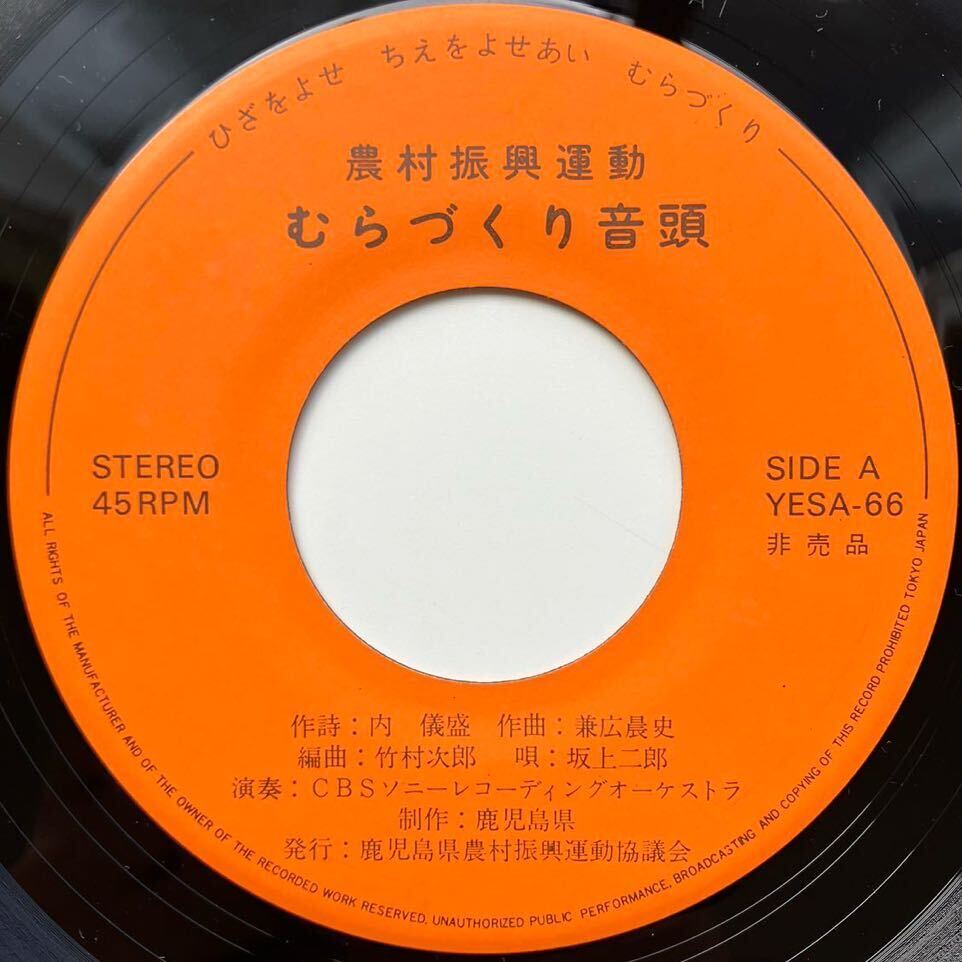 ひざをよせ ちえをよせあい むらづくり
農村振興運動
むらづくり音頭
STEREO
45RPM
SIDE A
YESA-66
非売品
作詩：内 儀盛 作曲：兼広晨史
編曲：竹村次郎 唄：坂上二郎
演奏：CBSソニーレコーディングオーケストラ
制作：鹿児島県
発行：鹿児島県農村振興運動協議会
ALL RIGHTS OF THE MANUFACTURER AND OF THE OWNER OF THE RECORDED WORK RESERVED. UNAUTHORIZED PUBLIC PERFORMANCE, BROADCASTING AND COPYING OF THIS RECORD PROHIBITED TOKYO JAPAN